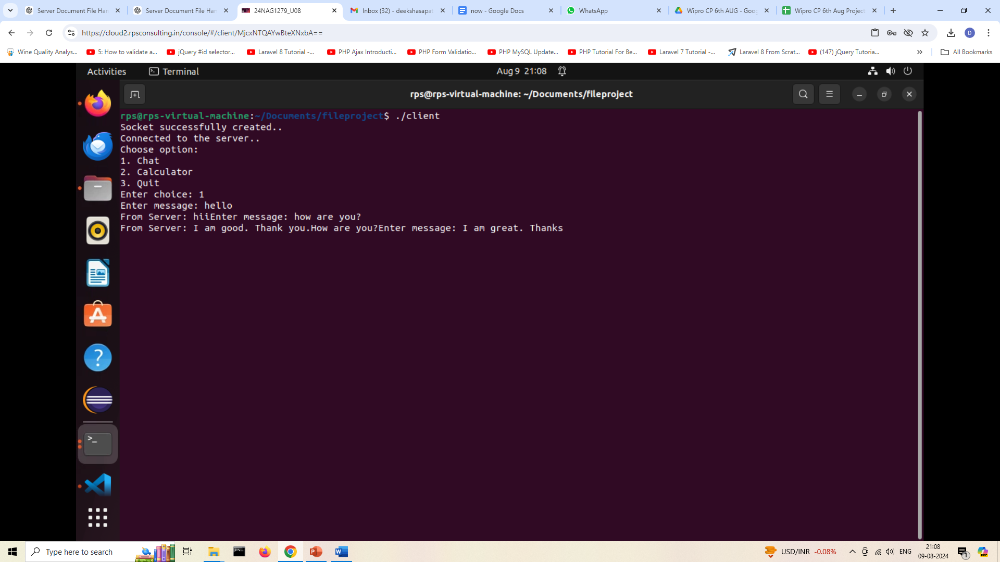 Server Document File Han
Server Document File Han
24NAG1279_U08
Inbox (32) - deekshasapat
now - Google Docs
WhatsApp
Wipro CP 6th AUG - Goog
Wipro CP 6th Aug Project
https://cloud2.rpsconsulting.in/console/#/client/MjcxNTQAYwBteXNxbA==
D
Wine Quality Analys...
5: How to validate a...
jQuery #id selector...
Laravel 8 Tutorial -...
PHP Ajax Introducti...
PHP Form Validatio...
PHP MySQL Update...
PHP Tutorial For Be...
Laravel 7 Tutorial -...
Laravel 8 From Scrat...
(147) jQuery Tutoria...
All Bookmarks
Activities
Terminal
Aug 9 21:08
rps@rps-virtual-machine: ~/Documents/fileproject
rps@rps-virtual-machine:~/Documents/fileproject$ ./client
Socket successfully created..
Connected to the server..
Choose option:
1. Chat
2. Calculator
3. Quit
Enter choice: 1
Enter message: hello
From Server: hiiEnter message: how are you?
From Server: I am good. Thank you.How are you?Enter message: I am great. Thanks
Type here to search
USD/INR -0.08%
ENG
21:08
09-08-2024
1